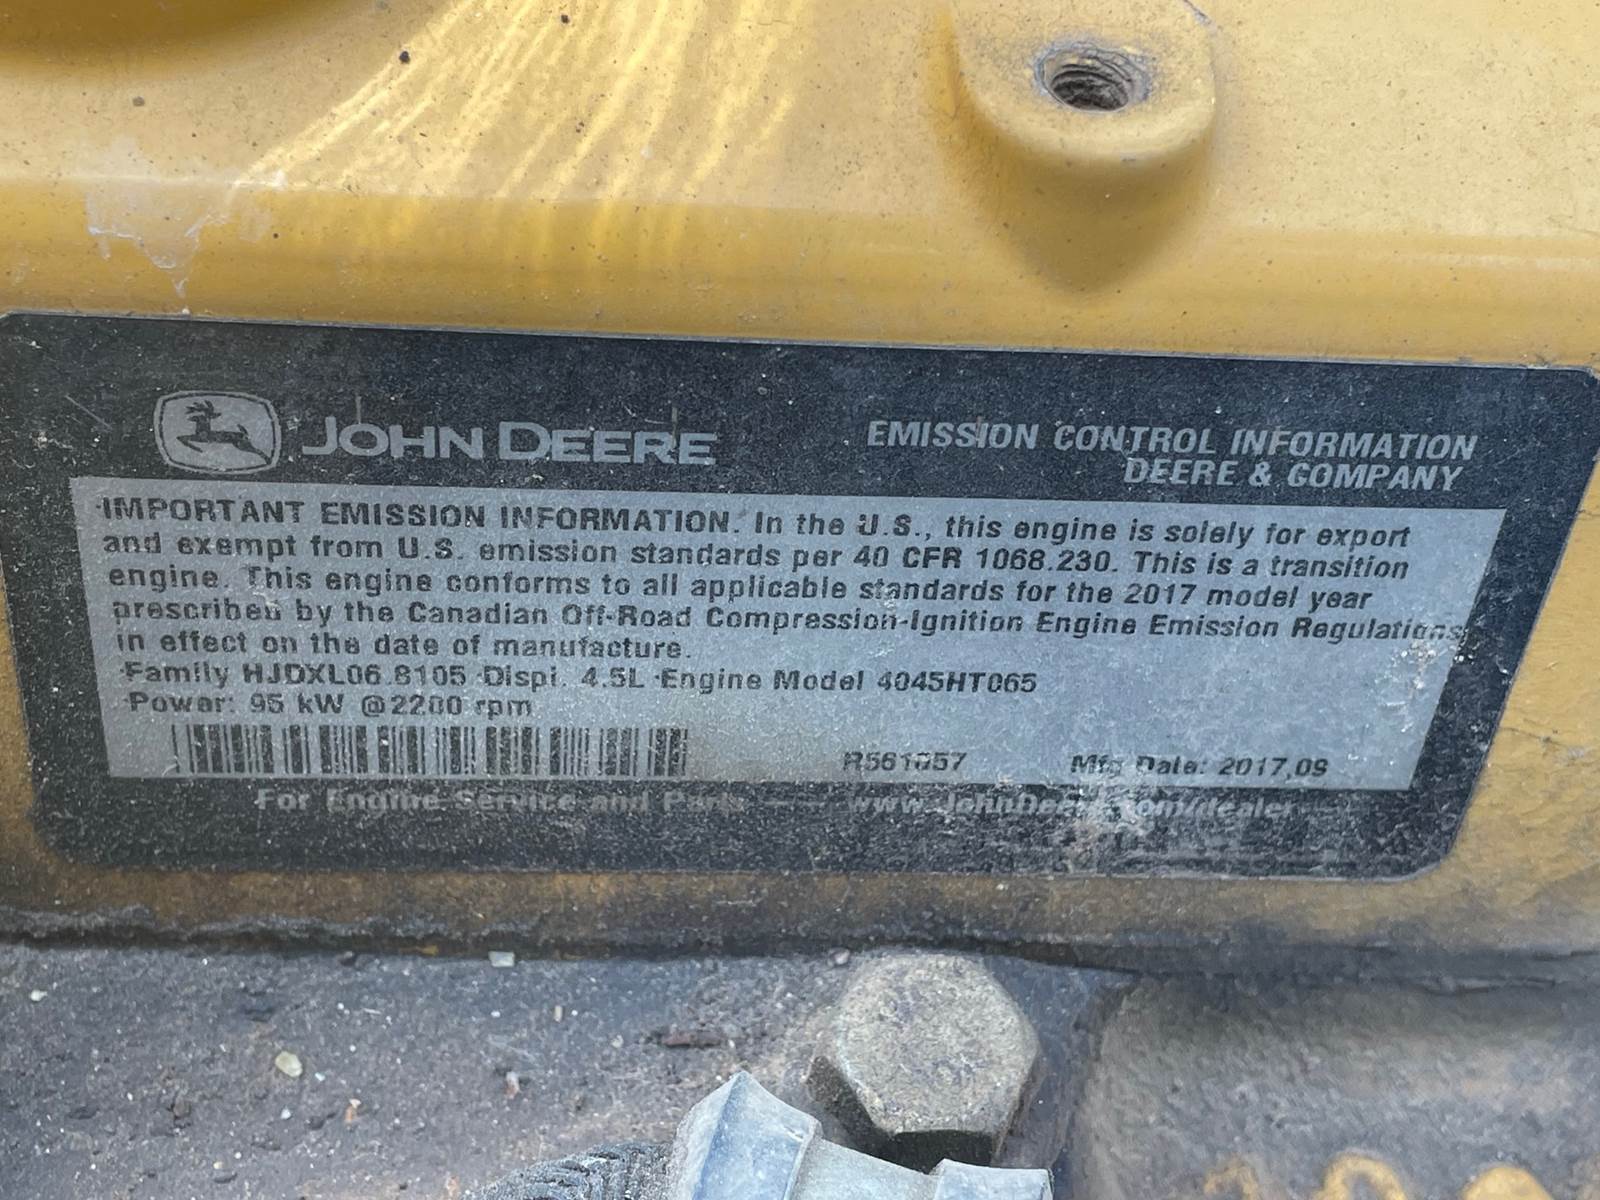 JOHN DEERE
EMISSION CONTROL INFORMATION
DEERE & COMPANY
·IMPORTANT EMISSION INFORMATION. In the U.S., this engine is solely for export
and exempt from U.S. emission standards per 40 CFR 1068.230. This is a transition
engine. This engine conforms to all applicable standards for the 2017 model year
prescribed by the Canadian Off-Road Compression-Ignition Engine Emission Regulations
in effect on the date of manufacture.
·Family HJDXL06.8105 ·Displ. 4.5L ·Engine Model 4045HT065
·Power: 95 kW @2200 rpm
Mfg Date: 2017,09
For Engine Service and Parts —— www.JohnDeere.com/dealer